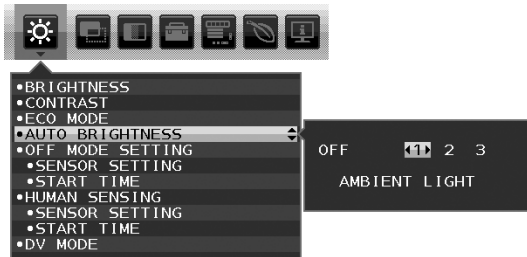 •BRIGHTNESS
•CONTRAST
•ECO MODE
•AUTO BRIGHTNESS
•OFF MODE SETTING
•SENSOR SETTING
•START TIME
•HUMAN SENSING
•SENSOR SETTING
•START TIME
•DV MODE
OFF 1 2 3
AMBIENT LIGHT